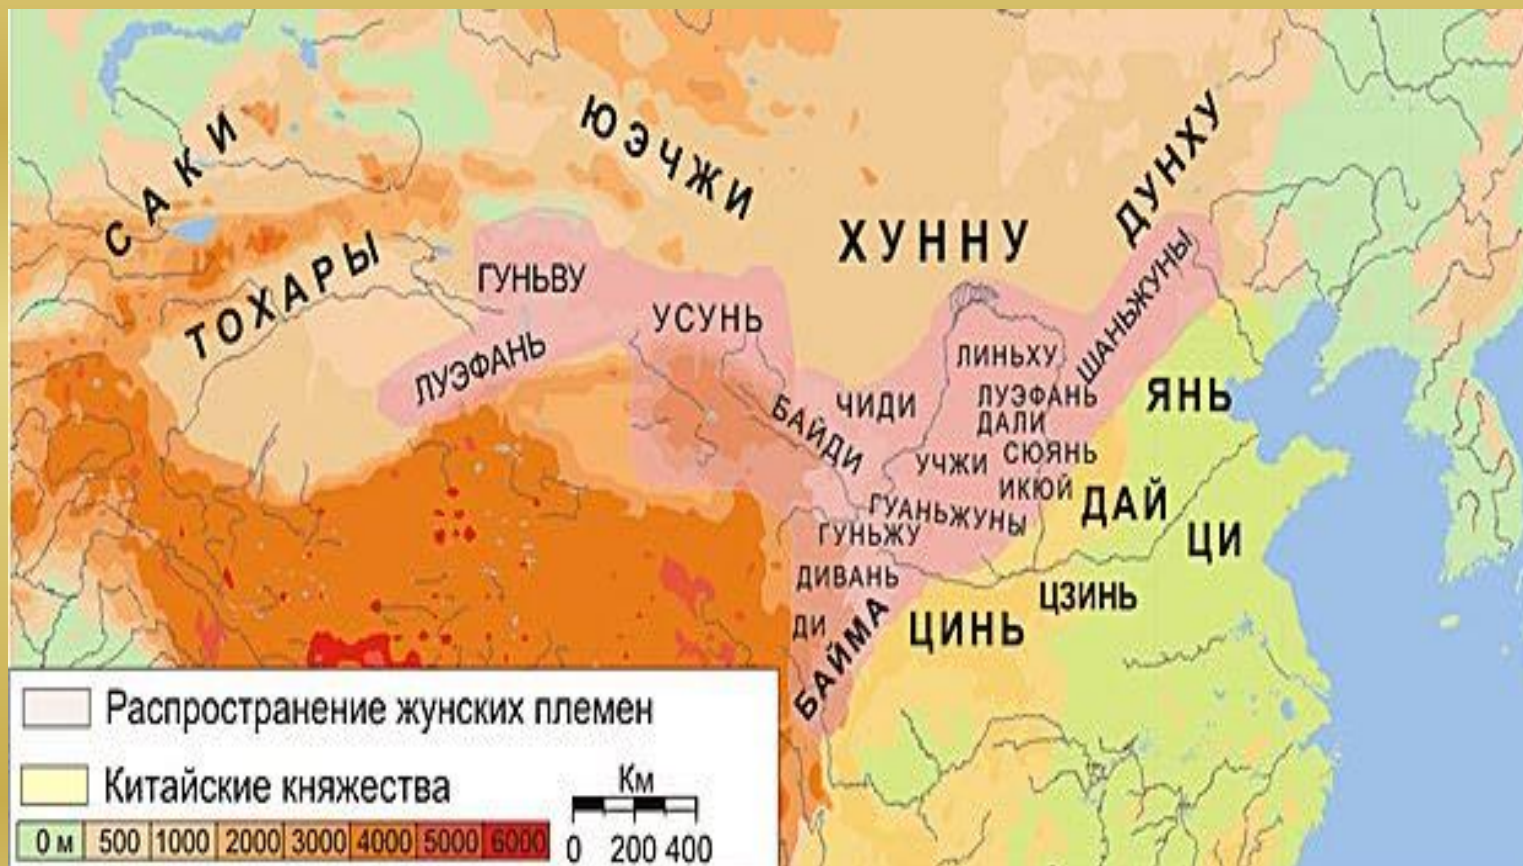 САКИ
ТОХАРЫ
ЮЭЧЖИ
ХУННУ
ДУНХУ
ГУНЬВУ
ЛУЭФАНЬ
УСУНЬ
ШАНЬЖУНЫ
ЛИНЬХУ
ЧИДИ
ЛУЭФАНЬ
ДАЛИ
ЯНЬ
БАЙДИ
УЧЖИ
СЮЯНЬ
ИКЮЙ
ДАЙ
ГУАНЬЖУНЫ
ГУНЬЖУ
ЦИ
ДИВАНЬ
ЦЗИНЬ
ДИ
БАЙМА
ЦИНЬ
Распространение жунских племен
Китайские княжества
Км
0 200 400
0 м 500 1000 2000 3000 4000 5000 6000